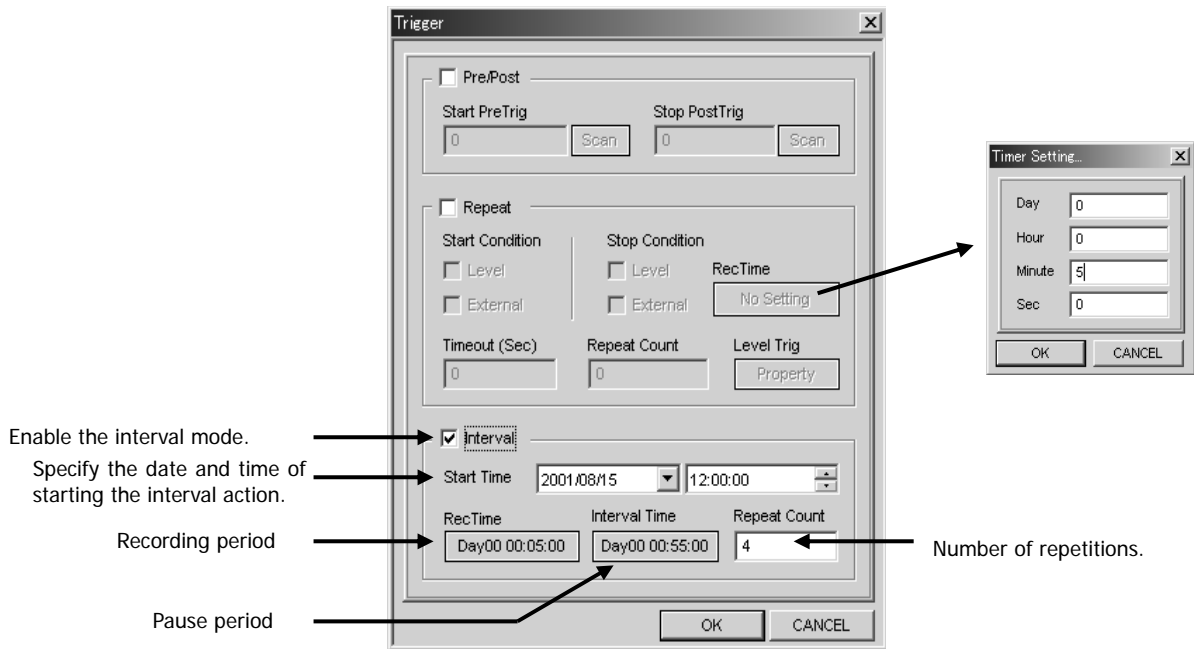 Trigger
Pre/Post
Start PreTrig
Stop PostTrig
0
Scan
0
Scan
Repeat
Start Condition
Stop Condition
Level
Level
RecTime
External
External
No Setting
Timeout (Sec)
Repeat Count
Level Trig
0
0
Property
Interval
Start Time
2001/08/15
12:00:00
RecTime
Interval Time
Repeat Count
Day00 00:05:00
Day00 00:55:00
4
OK
CANCEL
Timer Setting...
Day
0
Hour
0
Minute
5
Sec
0
OK
CANCEL
Enable the interval mode.
Specify the date and time of
starting the interval action.
Recording period
Pause period
Number of repetitions.